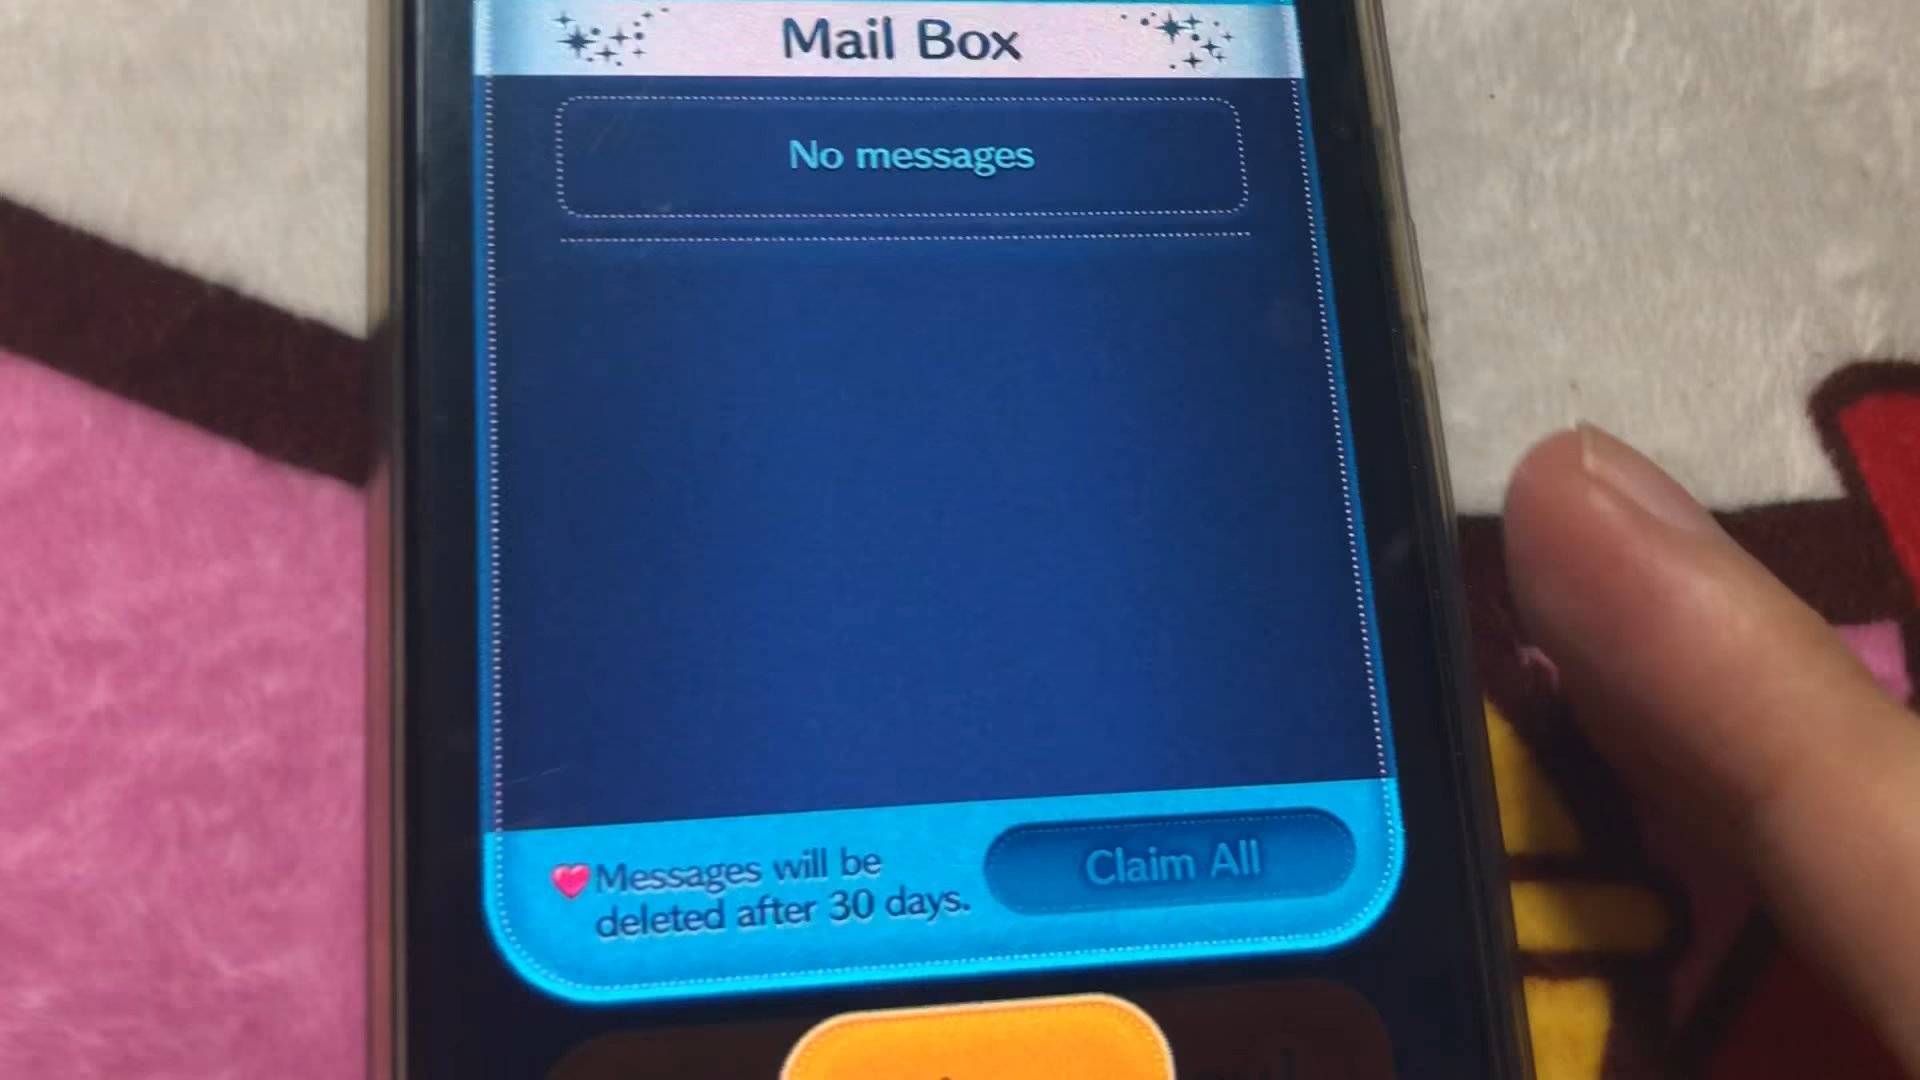 Mail Box
No messages
Messages will be
deleted after 30 days.
Claim All